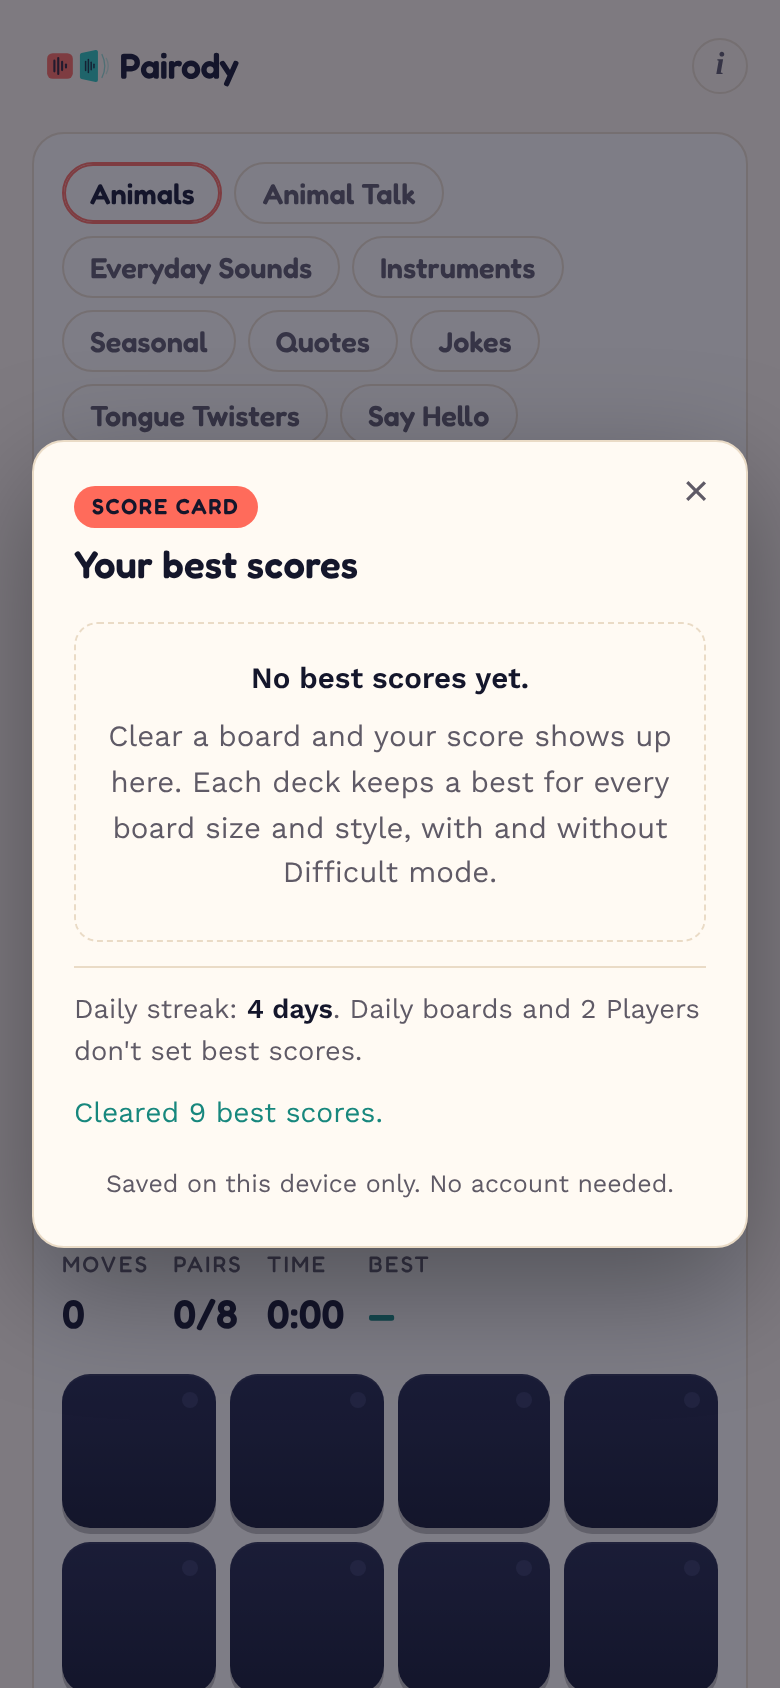 Pairody
i
Animals
Animal Talk
Everyday Sounds
Instruments
Seasonal
Quotes
Jokes
Tongue Twisters
Say Hello
SCORE CARD
×
Your best scores
No best scores yet.
Clear a board and your score shows up
here. Each deck keeps a best for every
board size and style, with and without
Difficult mode.
Daily streak: 4 days. Daily boards and 2 Players
don't set best scores.
Cleared 9 best scores.
Saved on this device only. No account needed.
MOVES PAIRS TIME BEST
0 0/8 0:00 –